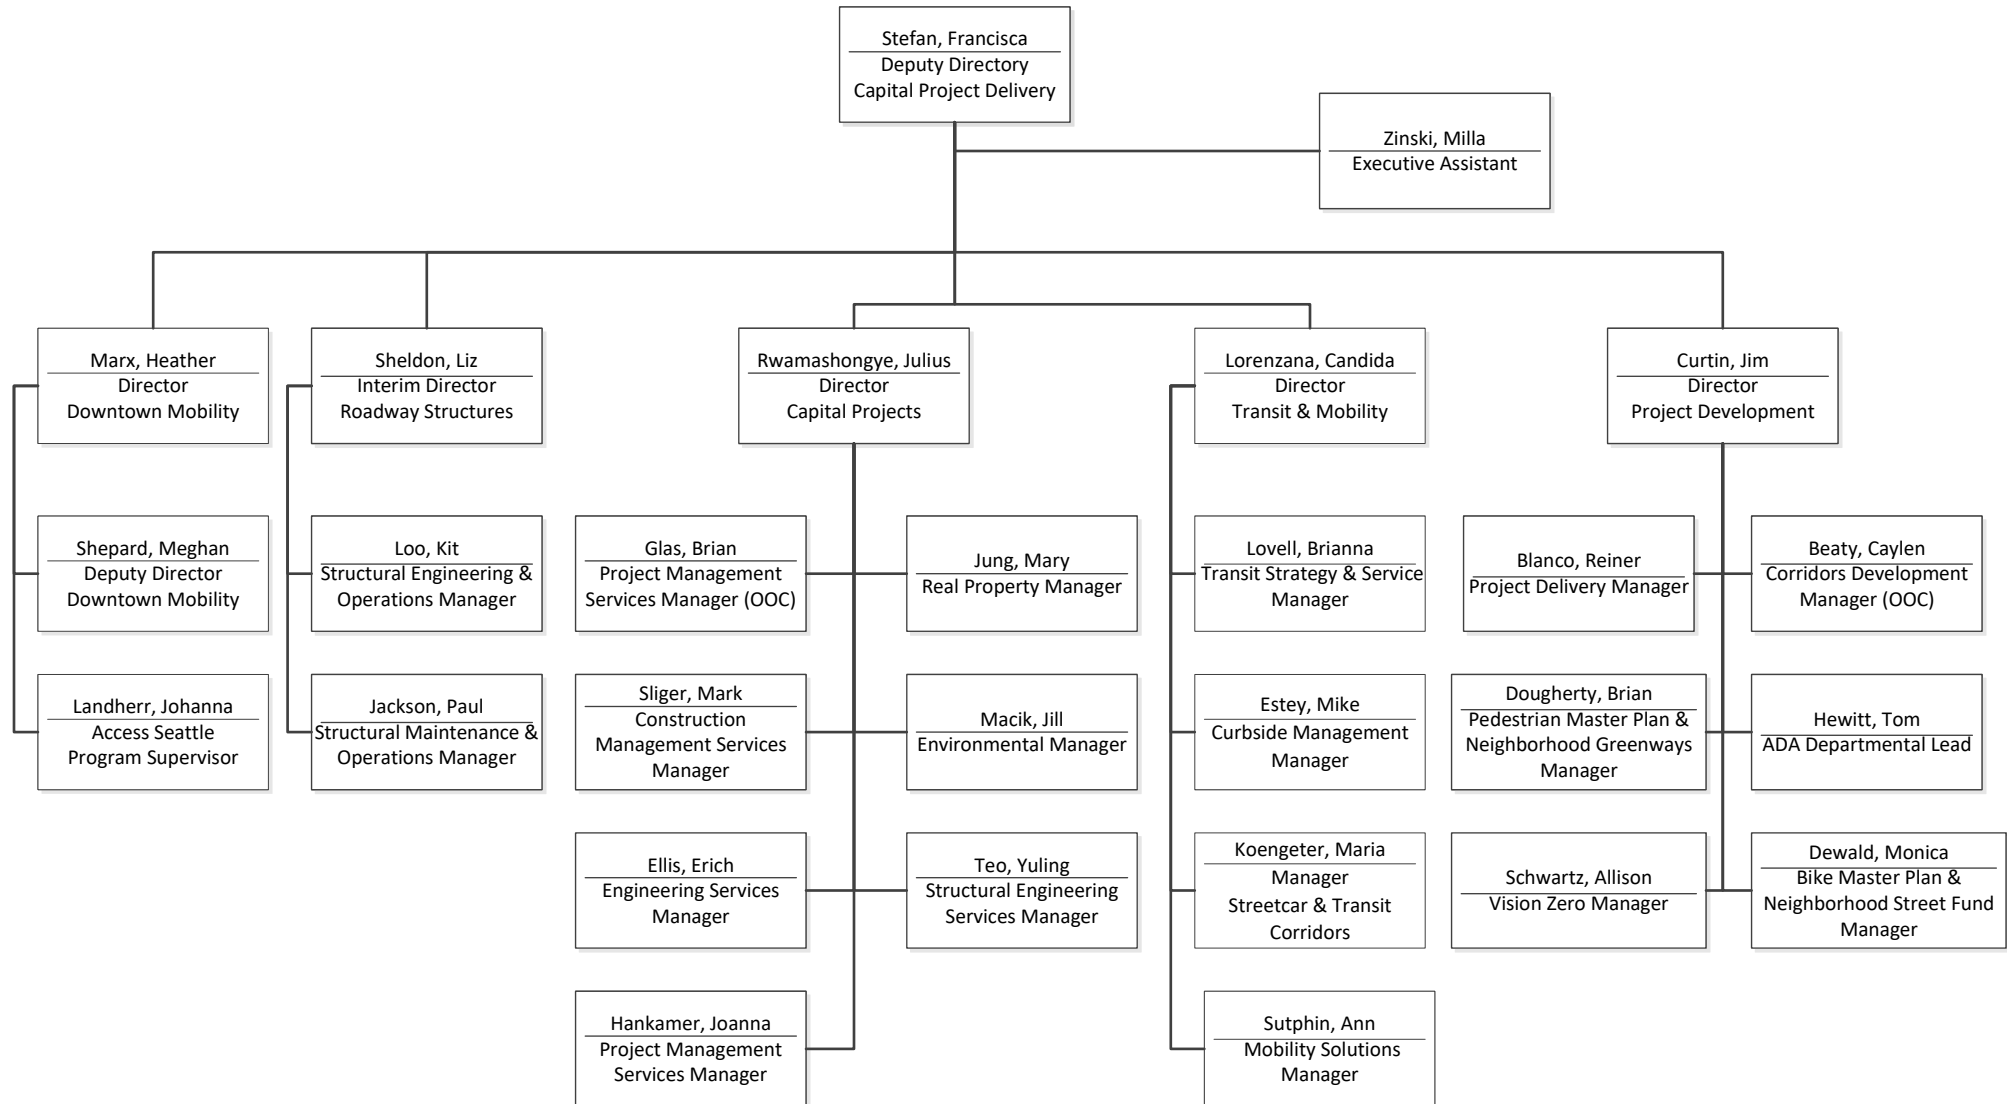 Stefan, Francisca
Deputy Directory
Capital Project Delivery
Zinski, Milla
Executive Assistant
Marx, Heather
Director
Downtown Mobility
Sheldon, Liz
Interim Director
Roadway Structures
Rwamashongye, Julius
Director
Capital Projects
Lorenzana, Candida
Director
Transit & Mobility
Curtin, Jim
Director
Project Development
Shepard, Meghan
Deputy Director
Downtown Mobility
Loo, Kit
Structural Engineering &
Operations Manager
Glas, Brian
Project Management
Services Manager (OOC)
Jung, Mary
Real Property Manager
Lovell, Brianna
Transit Strategy & Service
Manager
Blanco, Reiner
Project Delivery Manager
Beaty, Caylen
Corridors Development
Manager (OOC)
Landherr, Johanna
Access Seattle
Program Supervisor
Jackson, Paul
Structural Maintenance &
Operations Manager
Sliger, Mark
Construction
Management Services
Manager
Macik, Jill
Environmental Manager
Estey, Mike
Curbside Management
Manager
Dougherty, Brian
Pedestrian Master Plan &
Neighborhood Greenways
Manager
Hewitt, Tom
ADA Departmental Lead
Ellis, Erich
Engineering Services
Manager
Teo, Yuling
Structural Engineering
Services Manager
Koengeter, Maria
Manager
Streetcar & Transit
Corridors
Schwartz, Allison
Vision Zero Manager
Dewald, Monica
Bike Master Plan &
Neighborhood Street Fund
Manager
Hankamer, Joanna
Project Management
Services Manager
Sutphin, Ann
Mobility Solutions
Manager